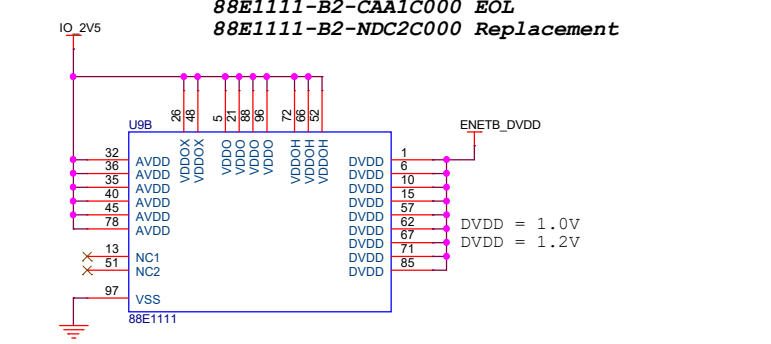 88E1111-B2-CAA1C000 EOL
88E1111-B2-NDC2C000 Replacement
IO_2V5
26
48
5
21
88
96
72
66
52
U9B
ENETB_DVDD
VDDOX
VDDOX
VDDO
VDDO
VDDO
VDDO
VDDOH
VDDOH
VDDOH
32 AVDD
36 AVDD
35 AVDD
40 AVDD
45 AVDD
78 AVDD
13 NC1
51 NC2
97 VSS
DVDD 1
DVDD 6
DVDD 10
DVDD 15
DVDD 57
DVDD 62
DVDD 67
DVDD 71
DVDD 85
DVDD = 1.0V
DVDD = 1.2V
88E1111